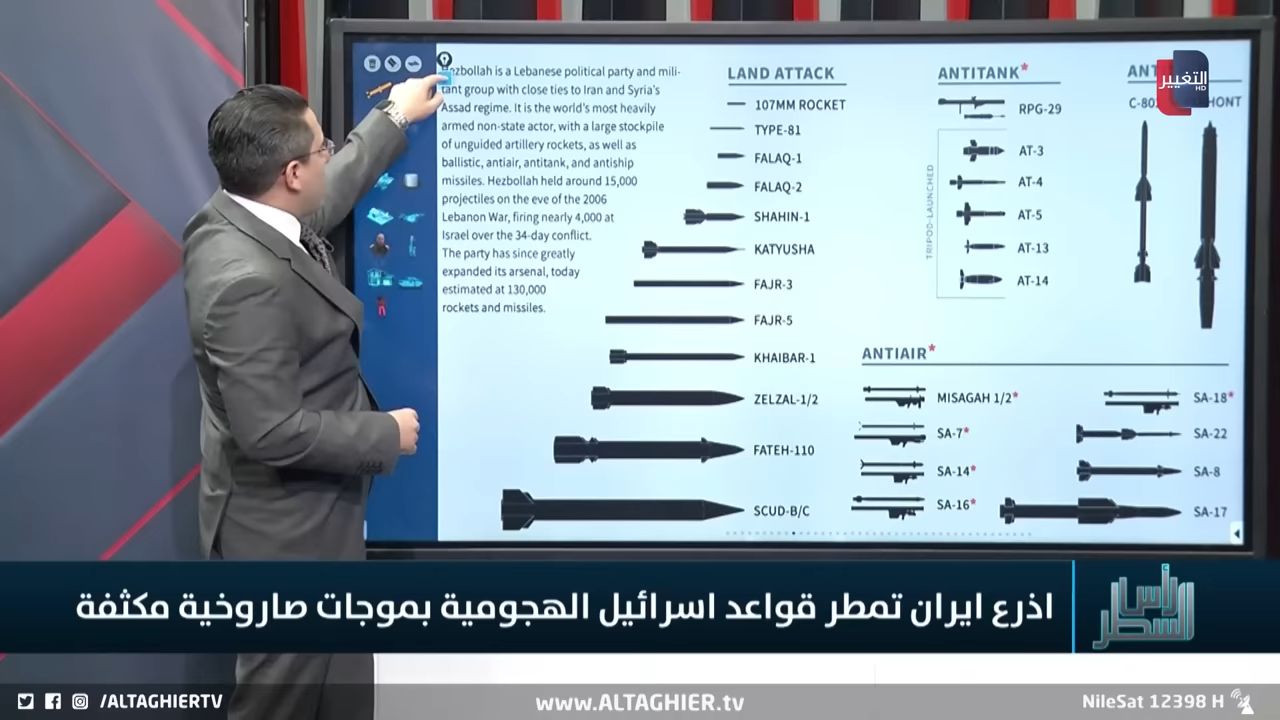 Hezbollah is a Lebanese political party and mili-
tant group with close ties to Iran and Syria's
Assad regime. It is the world's most heavily
armed non-state actor, with a large stockpile
of unguided artillery rockets, as well as
ballistic, antiair, antitank, and antiship
missiles. Hezbollah held around 15,000
projectiles on the eve of the 2006
Lebanon War, firing nearly 4,000 at
Israel over the 34-day conflict.
The party has since greatly
expanded its arsenal, today
estimated at 130,000
rockets and missiles.
LAND ATTACK
107MM ROCKET
TYPE-81
FALAQ-1
FALAQ-2
SHAHIN-1
KATYUSHA
FAJR-3
FAJR-5
KHAIBAR-1
ZELZAL-1/2
FATEH-110
SCUD-B/C
ANTITANK*
RPG-29
TRIPOD-LAUNCHED
AT-3
AT-4
AT-5
AT-13
AT-14
ANTIAIR*
MISAGAH 1/2*
SA-7*
SA-14*
SA-16*
SA-18*
SA-22
SA-8
SA-17
التغيير
HD
اذرع ايران تمطر قواعد اسرائيل الهجومية بموجات صاروخية مكثفة
رأس
السطر
/ALTAGHIERTV
www.ALTAGHIER.tv
NileSat 12398 H